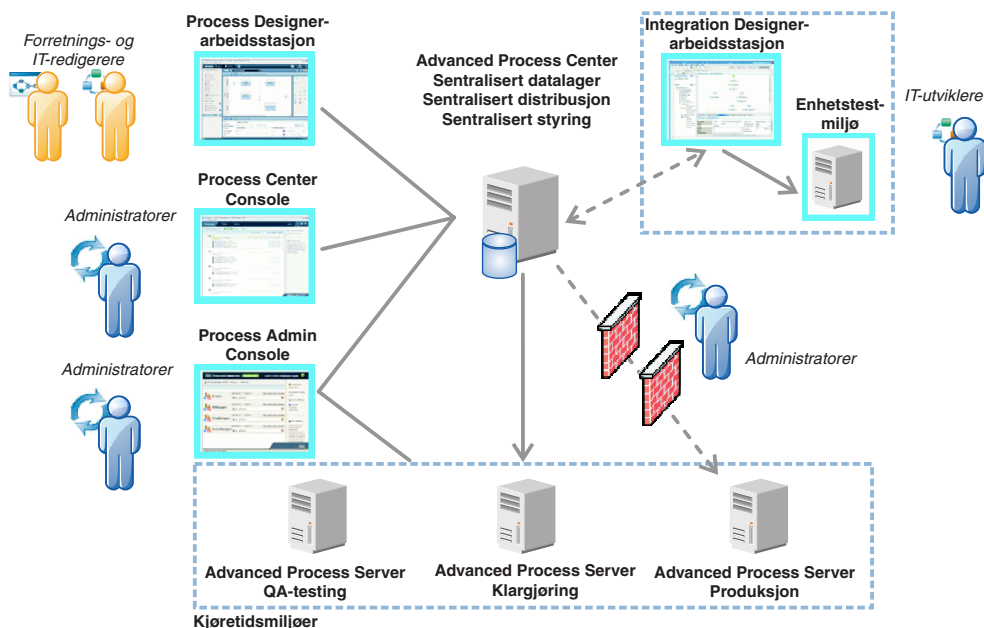 Forretnings- og
IT-redigerere
Process Designer-
arbeidsstasjon
Advanced Process Center
Sentralisert datalager
Sentralisert distribusjon
Sentralisert styring
Integration Designer-
arbeidsstasjon
Enhetstest-
miljø
IT-utviklere
Administratorer
Process Center
Console
Administratorer
Process Admin
Console
Administratorer
Advanced Process Server
QA-testing
Advanced Process Server
Klargjøring
Advanced Process Server
Produksjon
Kjøretidsmiljøer